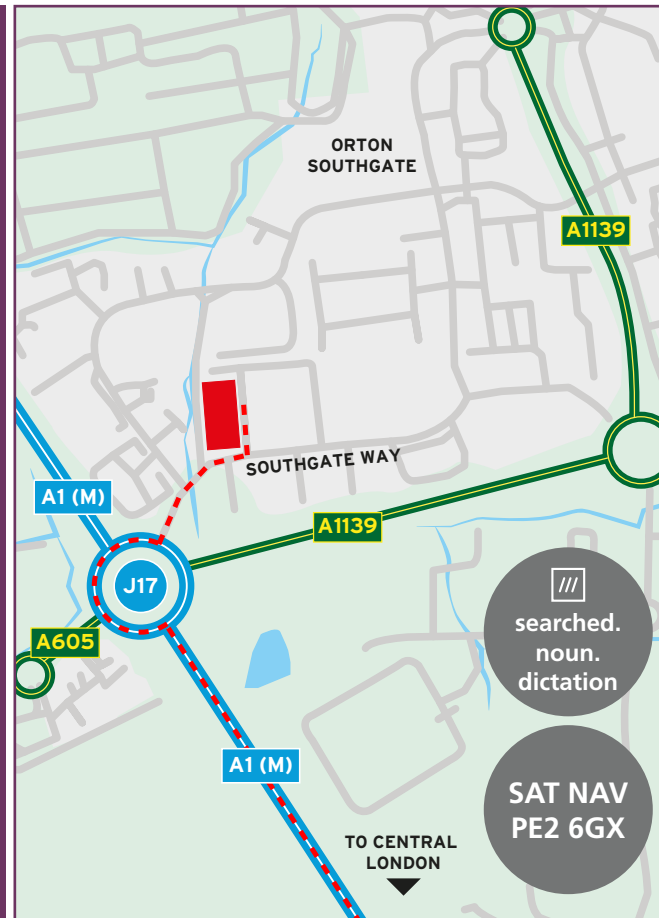 ORTON
SOUTHGATE
A1139
SOUTHGATE WAY
A1 (M)
A1139
J17
A605
///
searched.
noun.
dictation
A1 (M)
SAT NAV
PE2 6GX
TO CENTRAL
LONDON